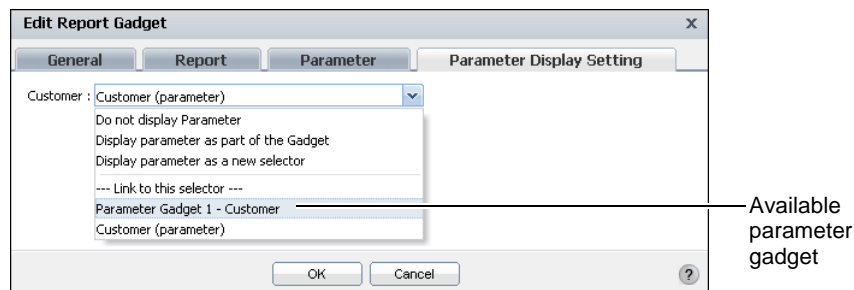 Edit Report Gadget x
General Report Parameter Parameter Display Setting
Customer : Customer (parameter)
Do not display Parameter
Display parameter as part of the Gadget
Display parameter as a new selector
--- Link to this selector ---
Parameter Gadget 1 - Customer
Customer (parameter)
Available
parameter
gadget
OK Cancel ?